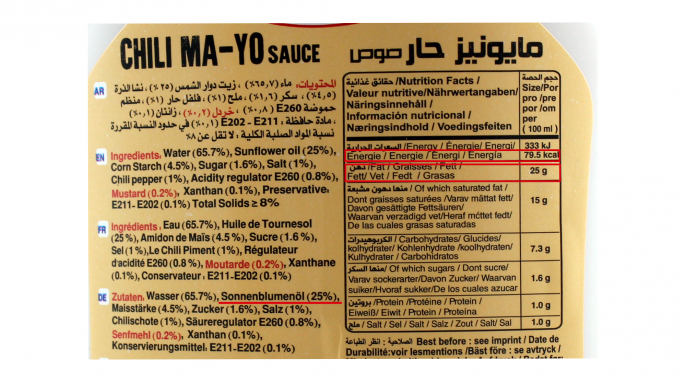 CHILI MA-YO SAUCE
مايونيز حار صوص
AR
المحتويات: ماء (٦٥,٧٪)، زيت دوار الشمس (٢٥٪)، نشا الذرة
(٤,٥٪)، سكر (١,٦٪)، ملح (١٪)، فلفل حار (١٪)، منظم
حموضة E260 (٠,٨٪)، خردل (٠,٢٪)، زانثان (٠,١٪)
، مادة حافظة: E202 - E211 (٠,١٪) في حدود النسبة المقررة
نسبة المواد الصلبة الكلية: لا تقل عن ٨٪
EN
Ingredients: Water (65.7%), Sunflower oil (25%),
Corn Starch (4.5%), Sugar (1.6%), Salt (1%),
Chili pepper (1%), Acidity regulator E260 (0.8%),
Mustard (0.2%), Xanthan (0.1%), Preservative:
E211-E202 (0.1%) Total Solids ≥ 8%
FR
Ingrédients : Eau (65.7%), Huile de Tournesol
(25%), Amidon de Maïs (4.5 %), Sucre (1.6 %),
Sel (1 %),Le Chili Piment (1%), Régulateur
d'acidité E260 (0.8 %), Moutarde (0.2%), Xanthane
(0.1%), Conservateur : E211-E202 (0.1%)
DE
Zutaten: Wasser (65.7%), Sonnenblumenöl (25%),
Maisstärke (4.5%), Zucker (1.6%), Salz (1%),
Chilischote (1%), Säureregulator E260 (0.8%),
Senfmehl (0.2%), Xanthan (0.1%),
Konservierungsmittel: E211-E202 (0.1%)
حقائق غذائية /Nutrition Facts /
Valeur nutritive/Nährwertangaben/
Näringsinnehåll /
Información nutricional /
Næringsindhold / Voedingsfeiten
حجم الحصة
Size/Por
pro /pre
por /om
per
( 100 ml )
السعرات الحرارية /Energy /Énergie/ Energi/
Energie / Energie / Energi / Energía
333 kJ
79.5 kcal
دهن /Fat / Graisses / Fett /
Fett/ Vet / Fedt / Grasas
25 g
منها دهون مشبعة / Of which saturated fat /
Dont graisses saturées /Varav mättat fett/
Davon gesättigte Fettsäuren/
Waarvan verzadigd vet/Heraf mõttet fedt/
De las cuales grasas saturadas
15 g
الكربوهيدرات / Carbohydrates/ Glucides/
kolhydrater/ Kohlenhydrate /koolhydraten/
Kulhydrater / Carbohidratos
7.3 g
منها السكر / Of which sugars / Dont sucre/
Varav sockerarter/Davon Zucker/ Waarvan
suiker/Hvoraf sukker/De los cuales azucar
1.6 g
بروتين /Protein /Protéine / Protein /
Eiweiß/ Eiwit / Protein / Proteína
1.0 g
ملح / Salt / Sel / Salt / Salz / Zout / Salt/ Sal
1.0 g
الصلاحية : نظر الطباعة Best before : see imprint / Date de
Durabilité:voir lesmentions /Bäst före : se avtryck /